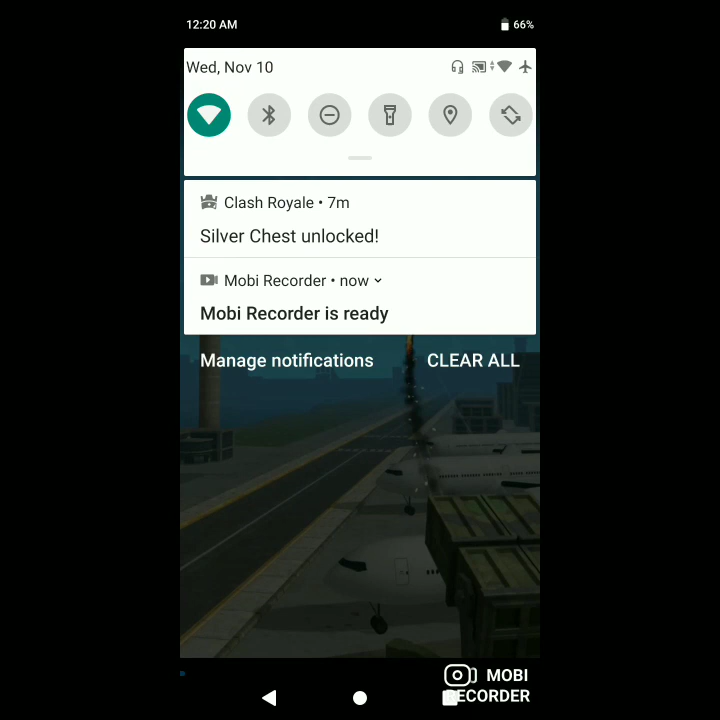 12:20 AM 66%
Wed, Nov 10
Clash Royale • 7m
Silver Chest unlocked!
Mobi Recorder • now
Mobi Recorder is ready
Manage notifications CLEAR ALL
MOBI
RECORDER